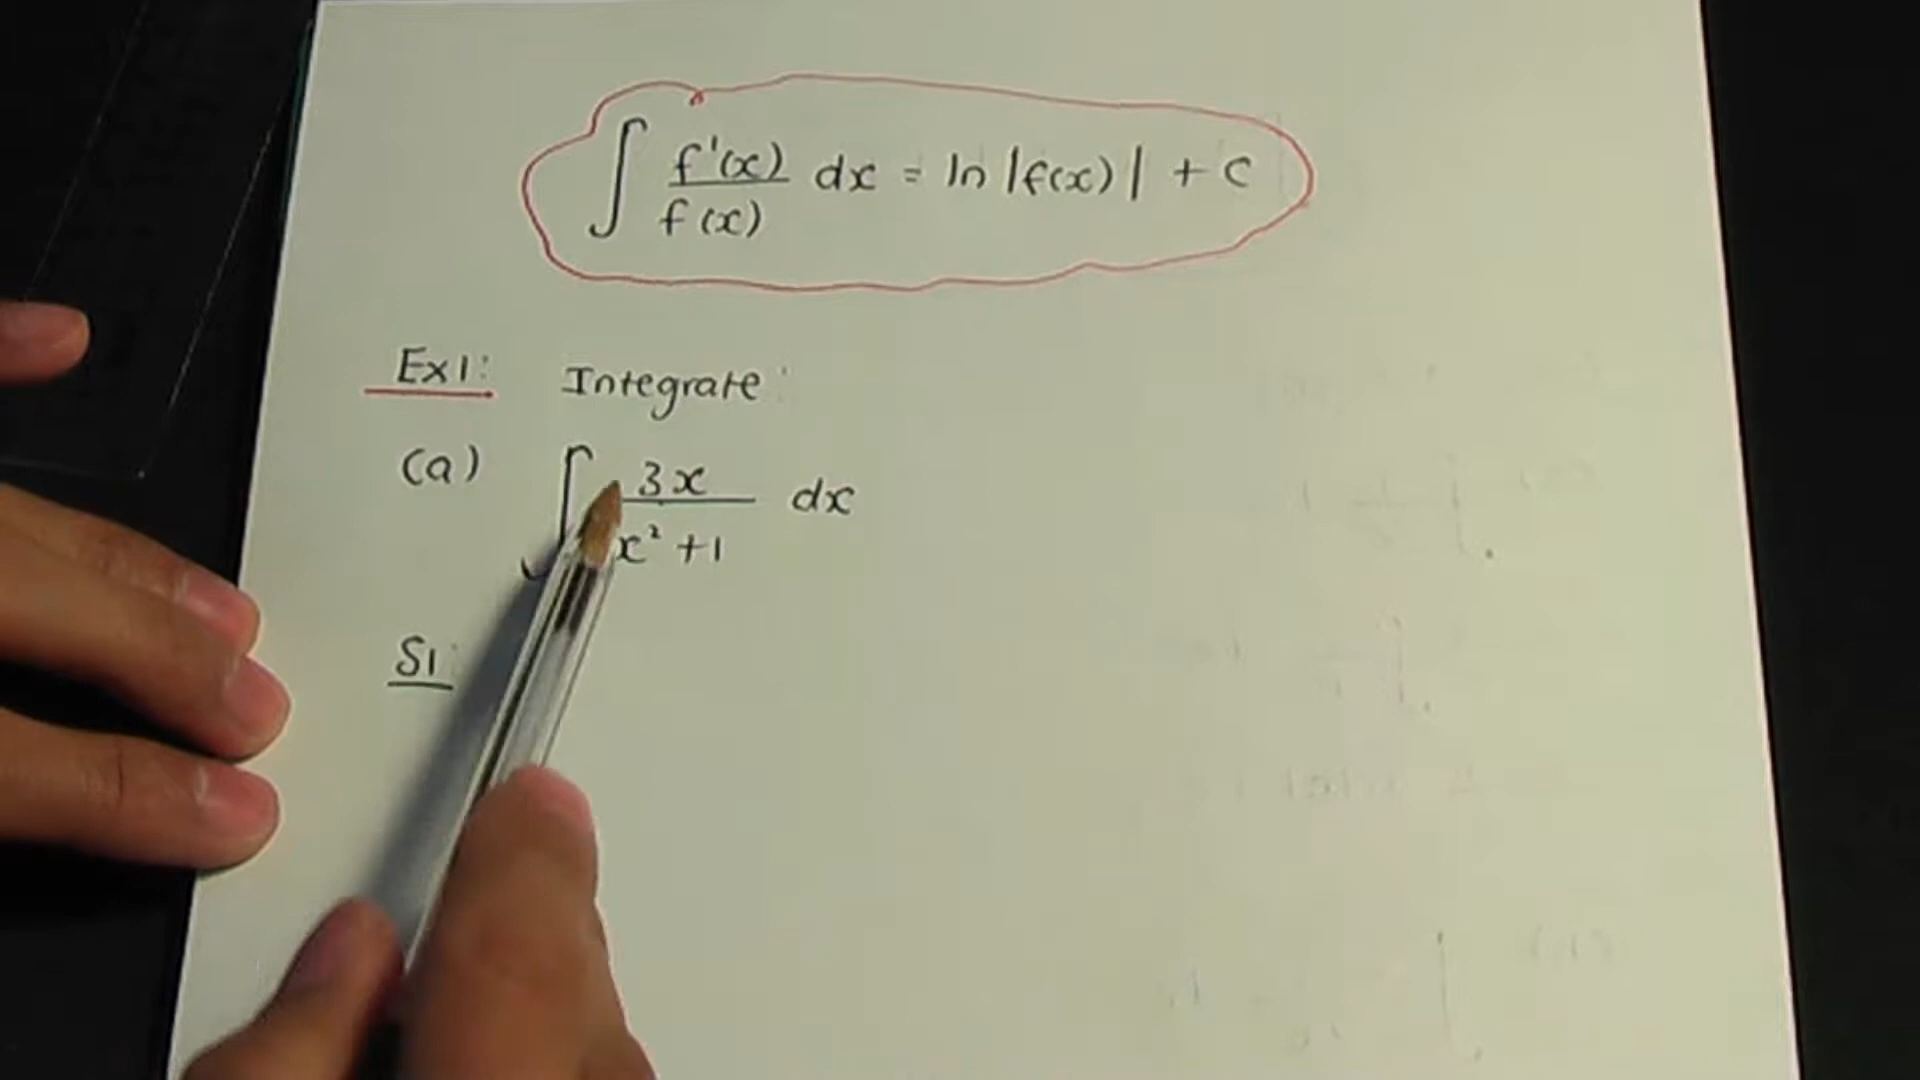 ∫ f'(x)/f(x) dx = ln |f(x)| + c
Ex1: Integrate:
(a) ∫ 3x/x² +1 dx
S1: